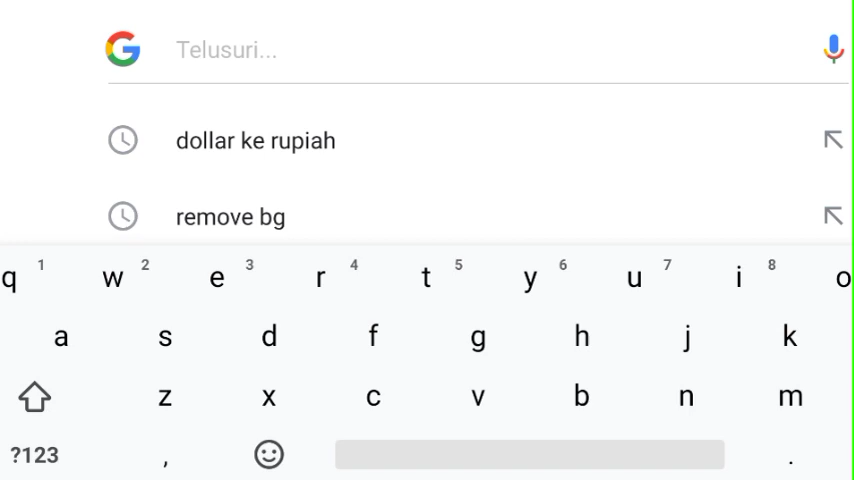 Telusuri...
dollar ke rupiah
remove bg
q 1 w 2 e 3 r 4 t 5 y 6 u 7 i 8 o
a s d f g h j k
z x c v b n m
?123 , .